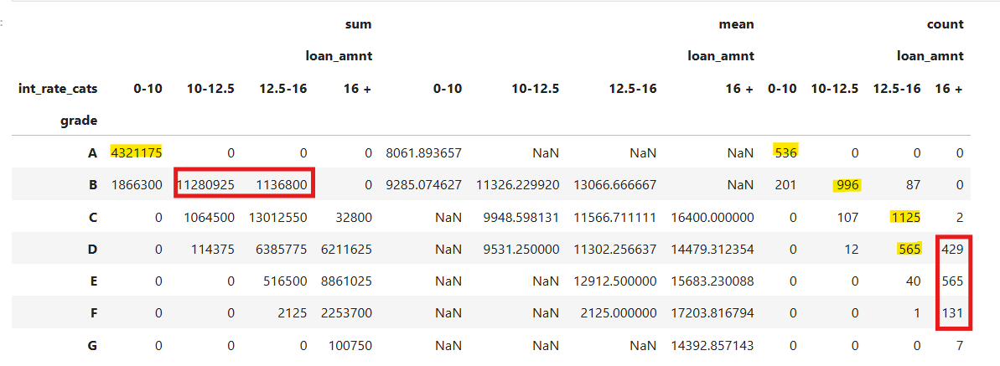 sum mean count
loan_amnt loan_amnt loan_amnt
int_rate_cats 0-10 10-12.5 12.5-16 16 + 0-10 10-12.5 12.5-16 16 + 0-10 10-12.5 12.5-16 16 +
grade
A 4321175 0 0 0 8061.893657 NaN NaN NaN 536 0 0 0
B 1866300 11280925 1136800 0 9285.074627 11326.229920 13066.666667 NaN 201 996 87 0
C 0 1064500 13012550 32800 NaN 9948.598131 11566.711111 16400.000000 0 107 1125 2
D 0 114375 6385775 6211625 NaN 9531.250000 11302.256637 14479.312354 0 12 565 429
E 0 0 516500 8861025 NaN NaN 12912.500000 15683.230088 0 0 40 565
F 0 0 2125 2253700 NaN NaN 2125.000000 17203.816794 0 0 1 131
G 0 0 0 100750 NaN NaN NaN 14392.857143 0 0 0 7